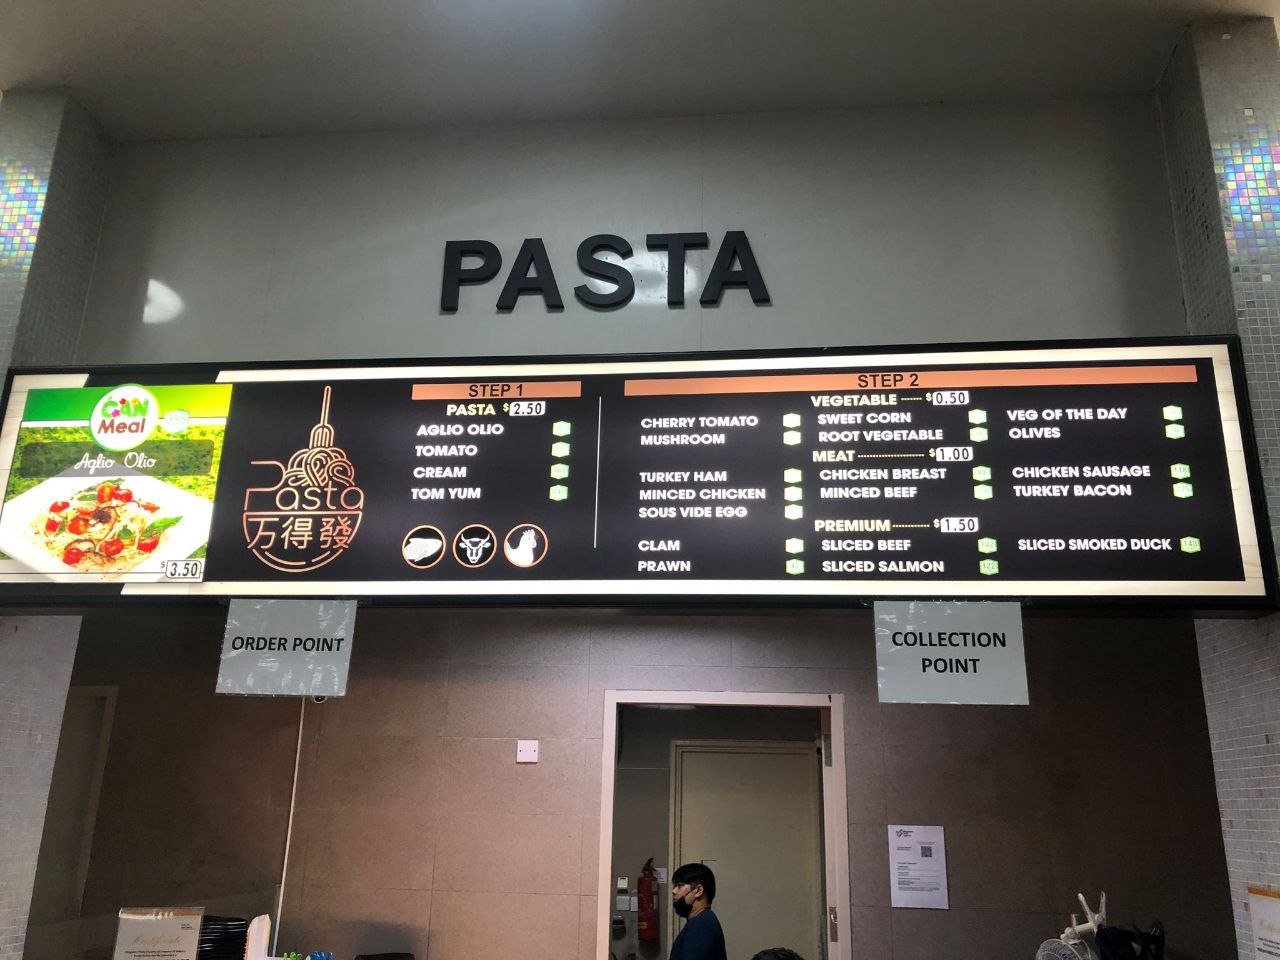 PASTA
CAN
Meal
Aglio Olio
$3.50
Pasta
万得發
STEP 1
PASTA $2.50
AGLIO OLIO
TOMATO
CREAM
TOM YUM
STEP 2
VEGETABLE ------ $0.50
CHERRY TOMATO
SWEET CORN
VEG OF THE DAY
MUSHROOM
ROOT VEGETABLE
OLIVES
MEAT ----------- $1.00
TURKEY HAM
CHICKEN BREAST
CHICKEN SAUSAGE
MINCED CHICKEN
MINCED BEEF
TURKEY BACON
SOUS VIDE EGG
PREMIUM ---------- $1.50
CLAM
SLICED BEEF
SLICED SMOKED DUCK
143
PRAWN
SLICED SALMON
122
ORDER POINT
COLLECTION
POINT